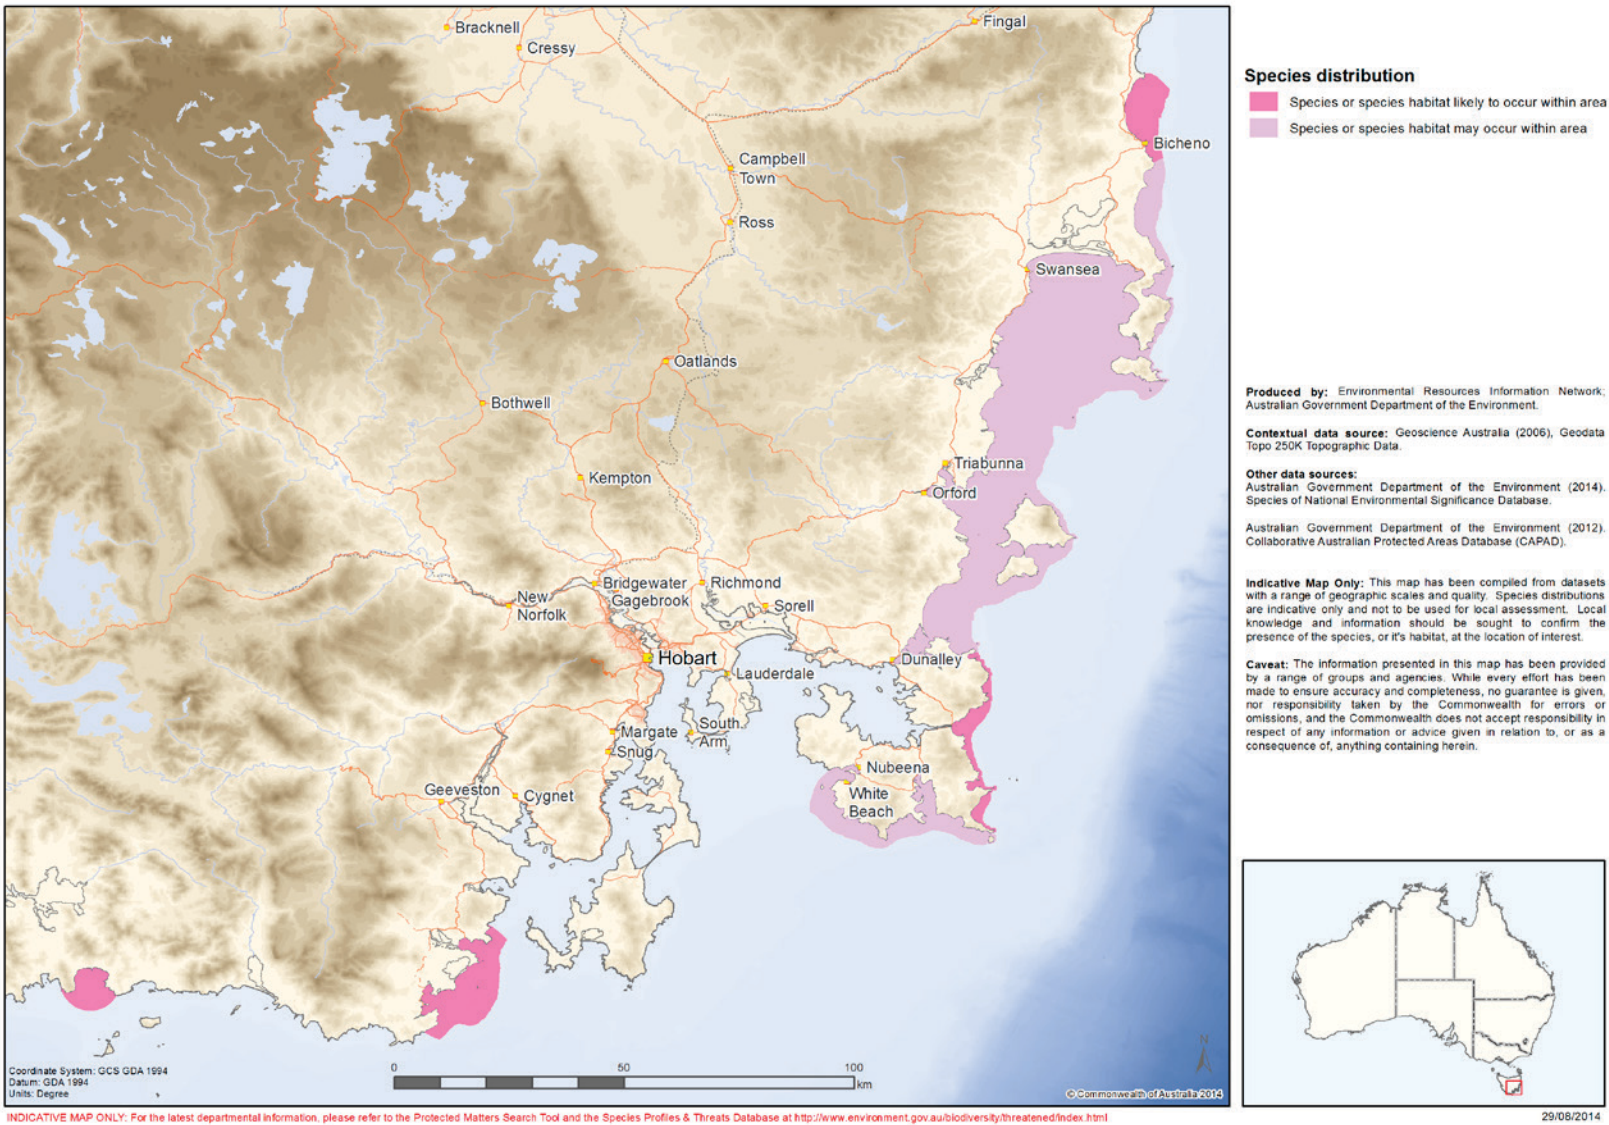 Bracknell
Cressy
Fingal
Bicheno
Campbell
Town
Ross
Swansea
Oatlands
Bothwell
Kempton
Triabunna
Orford
Bridgewater
Gagebrook
Richmond
New
Norfolk
Sorell
Hobart
Dunalley
Lauderdale
South
Arm
Margate
Snug
Nubeena
White
Beach
Geeveston
Cygnet
Coordinate System: GCS GDA 1994
Datum: GDA 1994
Units: Degree
0 50 100
km
N
© Commonwealth of Australia 2014
Species distribution
Species or species habitat likely to occur within area
Species or species habitat may occur within area
Produced by: Environmental Resources Information Network;
Australian Government Department of the Environment.
Contextual data source: Geoscience Australia (2006), Geodata
Topo 250K Topographic Data.
Other data sources:
Australian Government Department of the Environment (2014).
Species of National Environmental Significance Database.
Australian Government Department of the Environment (2012).
Collaborative Australian Protected Areas Database (CAPAD).
Indicative Map Only: This map has been compiled from datasets
with a range of geographic scales and quality. Species distributions
are indicative only and not to be used for local assessment. Local
knowledge and information should be sought to confirm the
presence of the species, or it's habitat, at the location of interest.
Caveat: The information presented in this map has been provided
by a range of groups and agencies. While every effort has been
made to ensure accuracy and completeness, no guarantee is given,
nor responsibility taken by the Commonwealth for errors or
omissions, and the Commonwealth does not accept responsibility in
respect of any information or advice given in relation to, or as a
consequence of, anything containing herein.
INDICATIVE MAP ONLY: For the latest departmental information, please refer to the Protected Matters Search Tool and the Species Profiles & Threats Database at http://www.environment.gov.au/biodiversity/threatened/index.html
29/08/2014